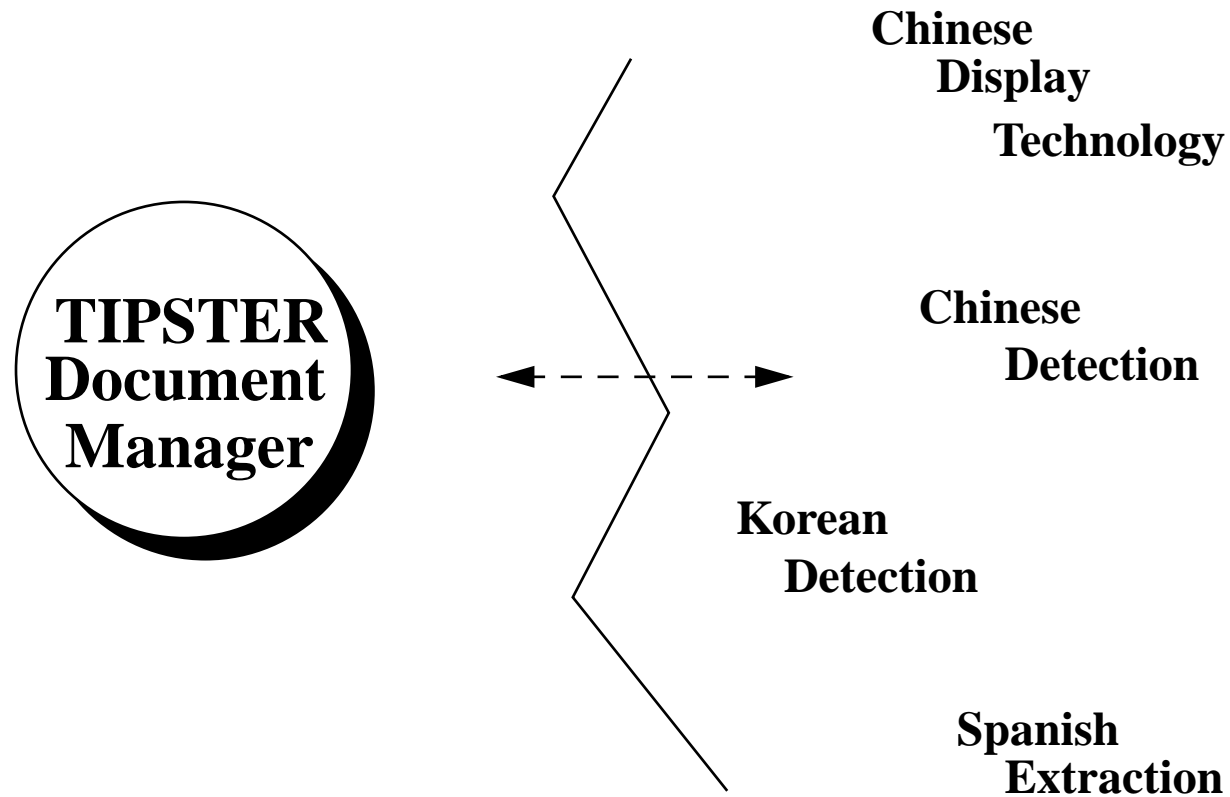 TIPSTER
Document
Manager
Chinese
Display
Technology
Chinese
Detection
Korean
Detection
Spanish
Extraction